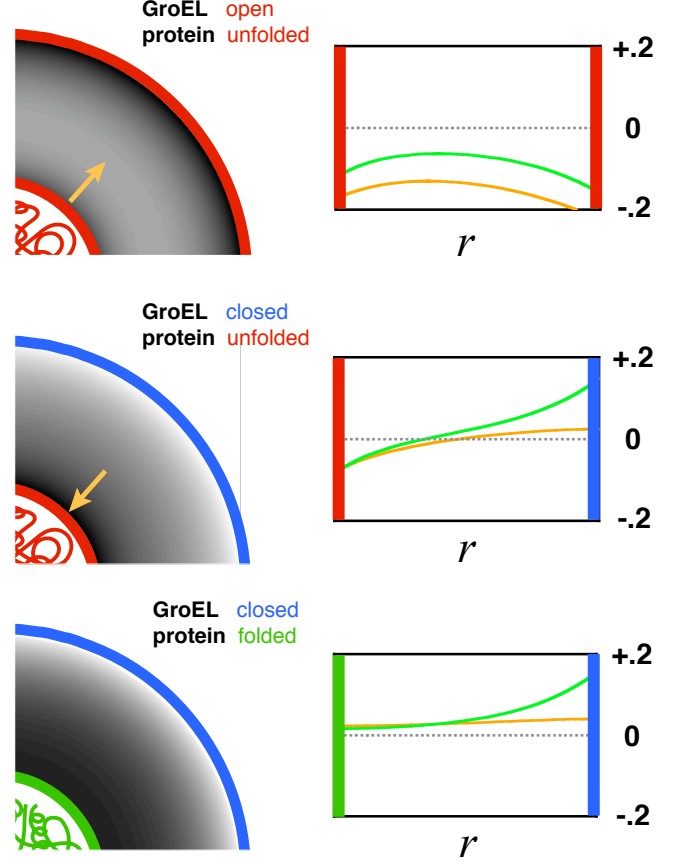 GroEL open
protein unfolded
+.2
0
-.2
r
GroEL closed
protein unfolded
+.2
0
-.2
r
GroEL closed
protein folded
+.2
0
-.2
r